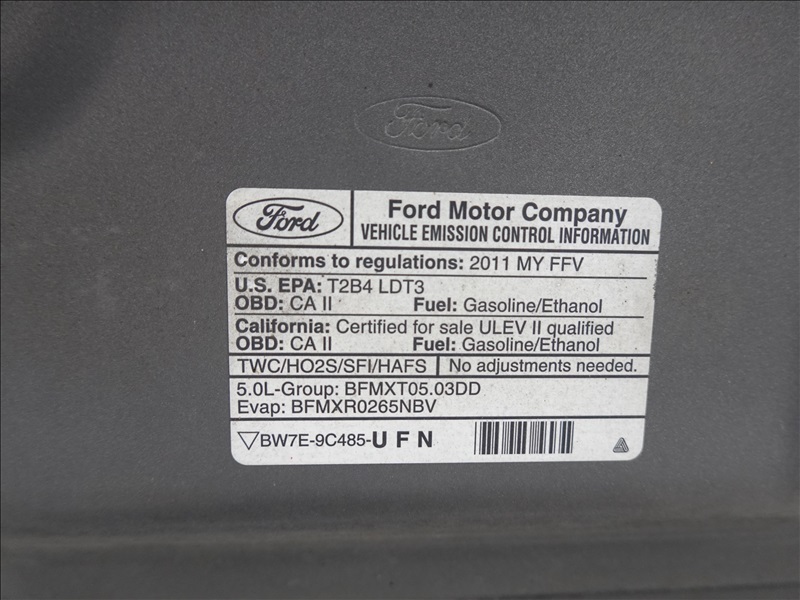 Ford
Ford
Ford Motor Company
VEHICLE EMISSION CONTROL INFORMATION
Conforms to regulations: 2011 MY FFV
U.S. EPA: T2B4 LDT3
OBD: CA II Fuel: Gasoline/Ethanol
California: Certified for sale ULEV II qualified
OBD: CA II Fuel: Gasoline/Ethanol
TWC/HO2S/SFI/HAFS No adjustments needed.
5.0L-Group: BFMXT05.03DD
Evap: BFMXR0265NBV
BW7E-9C485-U F N